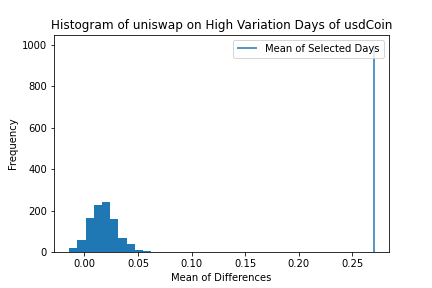 Histogram of uniswap on High Variation Days of usdCoin
Mean of Selected Days
1000
800
600
400
200
0
Frequency
0.00 0.05 0.10 0.15 0.20 0.25
Mean of Differences